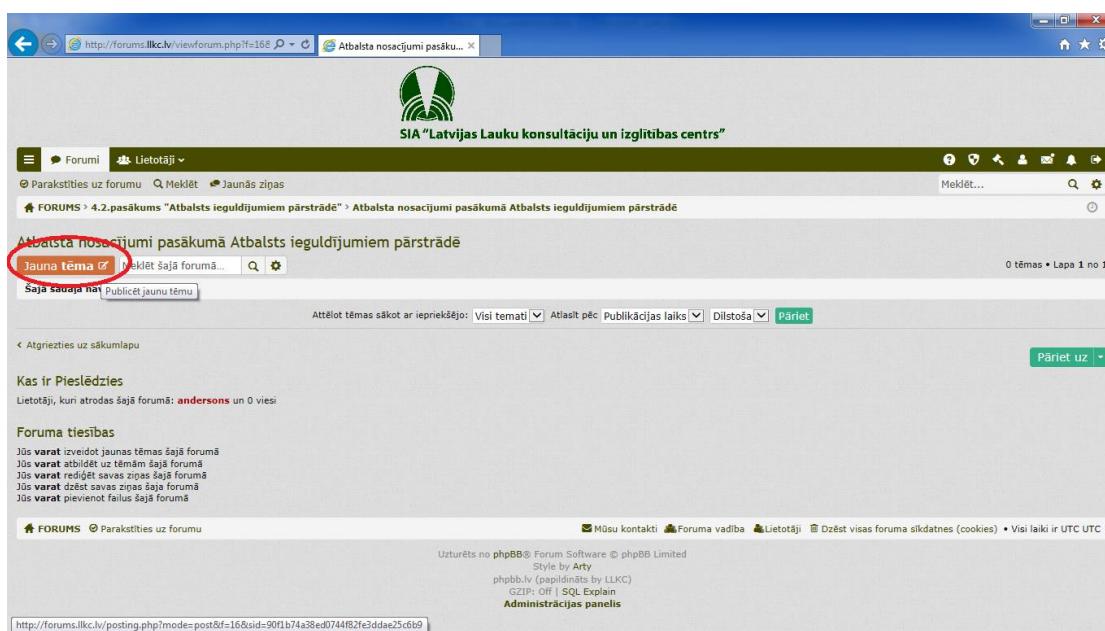 http://forums.llkc.lv/viewforum.php?f=168
Atbalsta nosacījumi pasāku...
SIA "Latvijas Lauku konsultāciju un izglītības centrs"
Forumi Lietotāji
Parakstīties uz forumu Meklēt Jaunās ziņas Meklēt...
FORUMS > 4.2.pasākums "Atbalsts ieguldījumiem pārstrādē" > Atbalsta nosacījumi pasākumā Atbalsts ieguldījumiem pārstrādē
Atbalsta nosacījumi pasākumā Atbalsts ieguldījumiem pārstrādē
Jauna tēma Meklēt šajā forumā... 0 tēmas • Lapa 1 no 1
Šajā sadaļā nav
Publicēt jaunu tēmu
Attēlot tēmas sākot ar iepriekšējo: Visi temati Atlasīt pēc Publikācijas laiks Dilstoša Pāriet
Atgriezties uz sākumlapu
Pāriet uz
Kas ir Pieslēdzies
Lietotāji, kuri atrodas šajā forumā: andersons un 0 viesi
Foruma tiesības
Jūs varat izveidot jaunas tēmas šajā forumā
Jūs varat atbildēt uz tēmām šajā forumā
Jūs varat rediģēt savas ziņas šajā forumā
Jūs varat dzēst savas ziņas šaja forumā
Jūs varat pievienot failus šajā forumā
FORUMS Parakstīties uz forumu Mūsu kontakti Foruma vadība Lietotāji Dzēst visas foruma sīkdatnes (cookies) • Visi laiki ir UTC UTC
Uzturēts no phpBB® Forum Software © phpBB Limited
Style by Arty
phpbb.lv (papildināts by LLKC)
GZIP: Off | SQL Explain
Administrācijas panelis
http://forums.llkc.lv/posting.php?mode=post&f=16&sid=90f1b74a38ed0744f82fe3ddae25c6b9